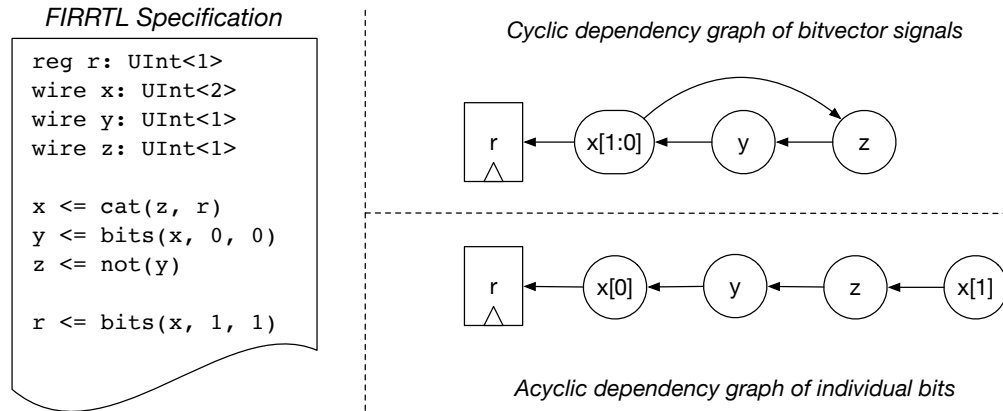 FIRRTL Specification
reg r: UInt<1>
wire x: UInt<2>
wire y: UInt<1>
wire z: UInt<1>
x <= cat(z, r)
y <= bits(x, 0, 0)
z <= not(y)
r <= bits(x, 1, 1)
Cyclic dependency graph of bitvector signals
r x[1:0] y z
r x[0] y z x[1]
Acyclic dependency graph of individual bits